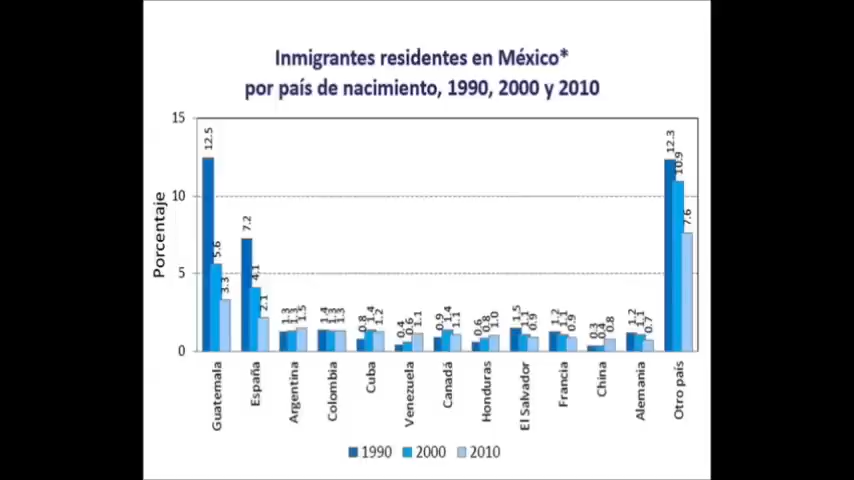 Inmigrantes residentes en México*
por país de nacimiento, 1990, 2000 y 2010
Porcentaje
15
10
5
0
12.5 5.6 3.3
7.2 4.1 2.1
1.3 1.3 1.5
1.4 1.3 1.3
0.8 1.4 1.2
0.4 0.6 1.1
0.9 1.4 1.1
0.6 0.8 1.0
1.5 1.1 0.9
1.2 1.1 0.9
0.3 0.4 0.8
1.2 1.1 0.7
12.3 10.9 7.6
Guatemala
España
Argentina
Colombia
Cuba
Venezuela
Canadá
Honduras
El Salvador
Francia
China
Alemania
Otro país
1990 2000 2010